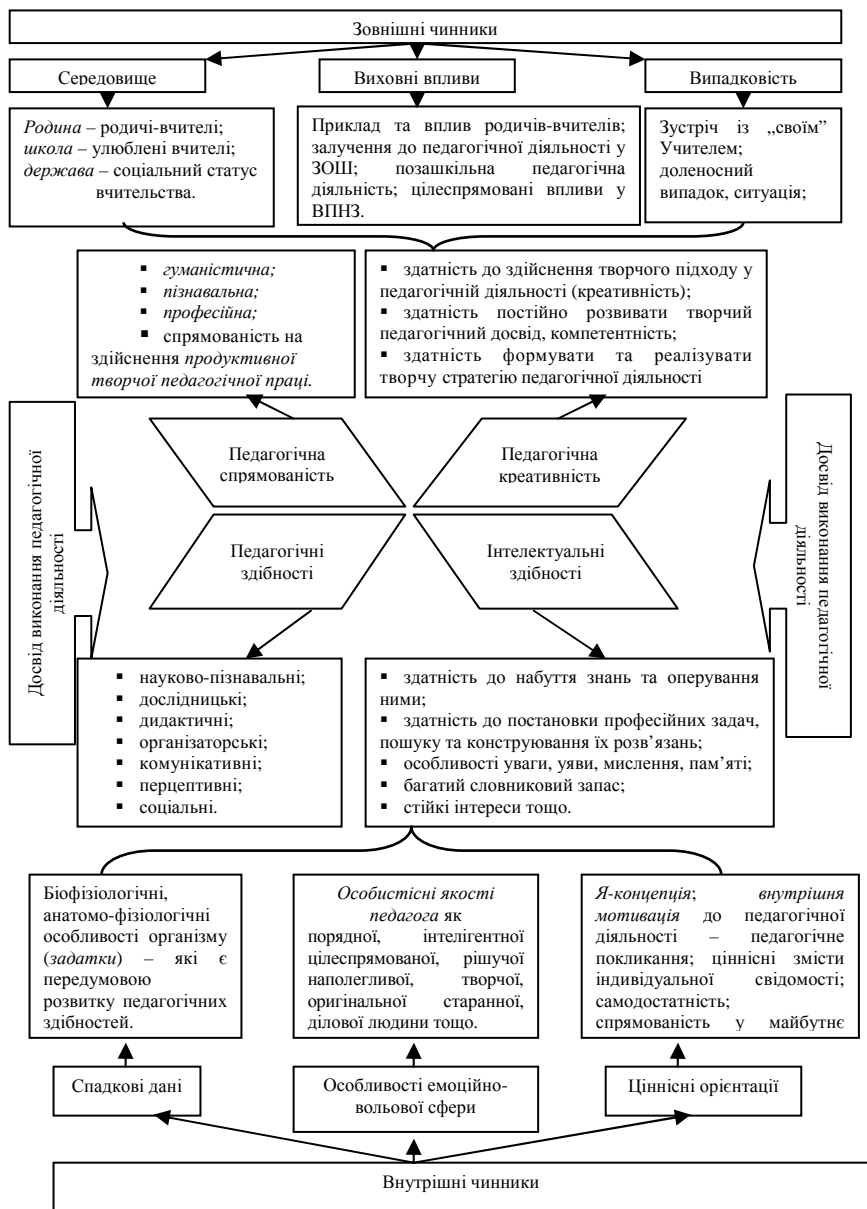 Зовнішні чинники
Середовище
Виховні впливи
Випадковість
Родина – родичі-вчителі;
школа – улюблені вчителі;
держава – соціальний статус
вчительства.
Приклад та вплив родичів-вчителів;
залучення до педагогічної діяльності у
ЗОШ; позашкільна педагогічна
діяльність; цілеспрямовані впливи у
ВПНЗ.
Зустріч із „своїм”
Учителем;
доленосний
випадок, ситуація;
▪ гуманістична;
▪ пізнавальна;
▪ професійна;
▪ спрямованість на
здійснення продуктивної
творчої педагогічної праці.
▪ здатність до здійснення творчого підходу у
педагогічній діяльності (креативність);
▪ здатність постійно розвивати творчий
педагогічний досвід, компетентність;
▪ здатність формувати та реалізувати
творчу стратегію педагогічної діяльності
Досвід виконання педагогічної
діяльності
Педагогічна
спрямованість
Педагогічна
креативність
Педагогічні
здібності
Інтелектуальні
здібності
Досвід виконання педагогічної
діяльності
▪ науково-пізнавальні;
▪ дослідницькі;
▪ дидактичні;
▪ організаторські;
▪ комунікативні;
▪ перцептивні;
▪ соціальні.
▪ здатність до набуття знань та оперування
ними;
▪ здатність до постановки професійних задач,
пошуку та конструювання їх розв’язань;
▪ особливості уваги, уяви, мислення, пам’яті;
▪ багатий словниковий запас;
▪ стійкі інтереси тощо.
Біофізіологічні,
анатомо-фізіологічні
особливості організму
(задатки) – які є
передумовою
розвитку педагогічних
здібностей.
Особистісні якості
педагога як
порядної, інтелігентної
цілеспрямованої, рішучої
наполегливої, творчої,
оригінальної старанної,
ділової людини тощо.
Я-концепція; внутрішня
мотивація до педагогічної
діяльності – педагогічне
покликання; ціннісні змісти
індивідуальної свідомості;
самодостатність;
спрямованість у майбутнє
Спадкові дані
Особливості емоційно-
вольової сфери
Ціннісні орієнтації
Внутрішні чинники